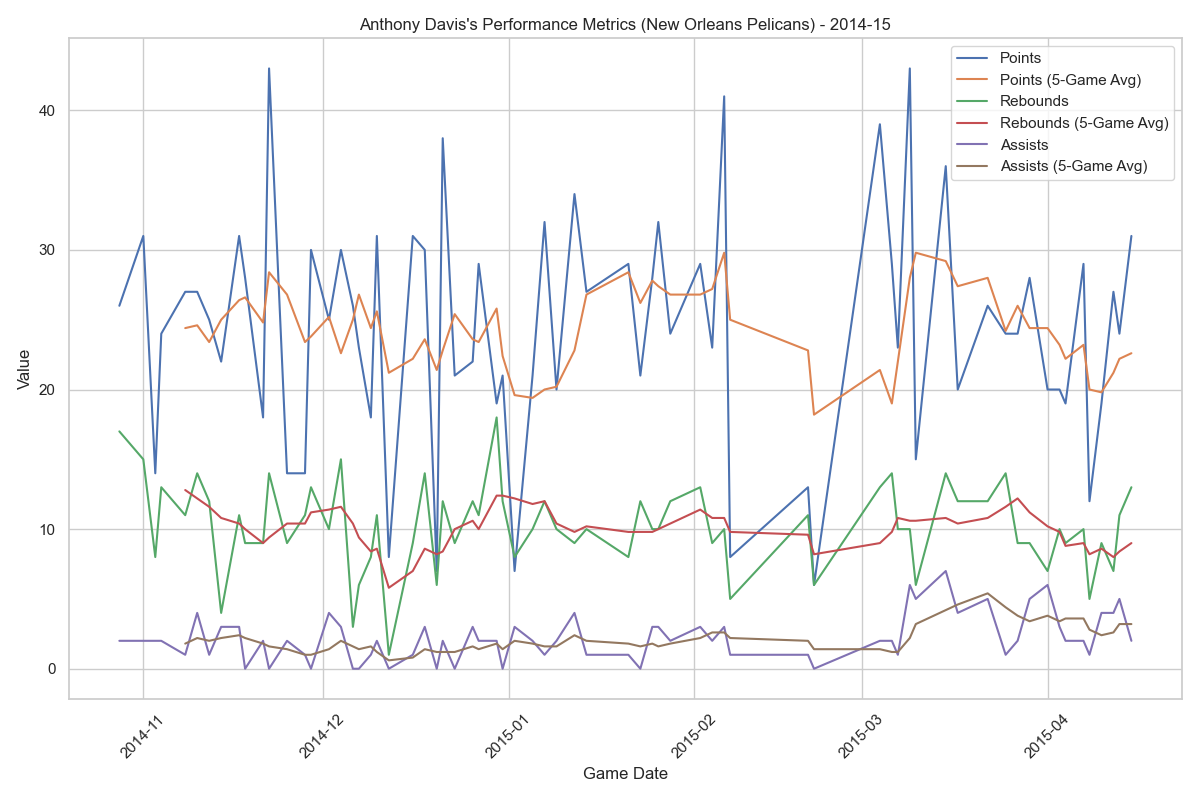 Anthony Davis's Performance Metrics (New Orleans Pelicans) - 2014-15
Points
Points (5-Game Avg)
Rebounds
Rebounds (5-Game Avg)
Assists
Assists (5-Game Avg)
Value
40
30
20
10
0
2014-11
2014-12
2015-01
2015-02
2015-03
2015-04
Game Date